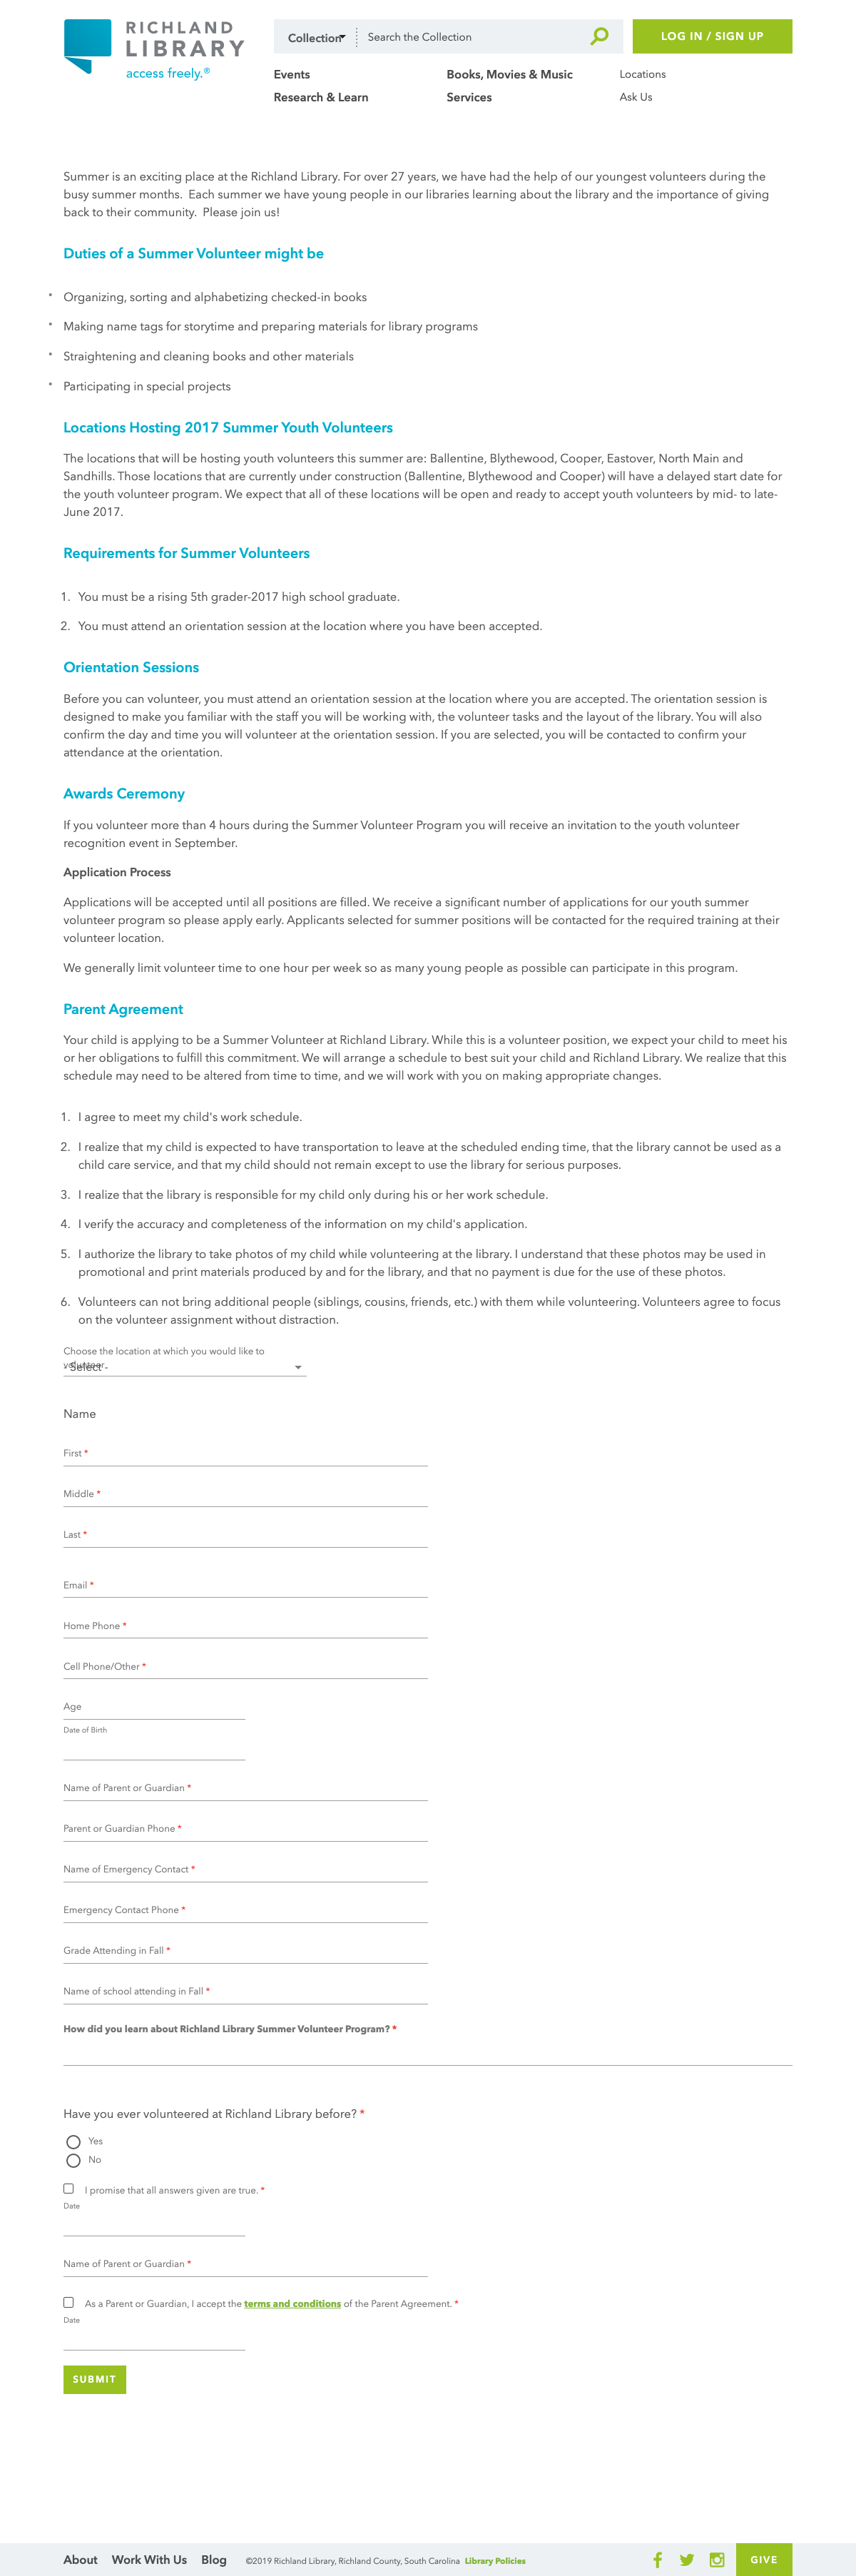 RICHLAND
LIBRARY
access freely.®
Collection
Search the Collection
LOG IN / SIGN UP
Events
Books, Movies & Music
Locations
Research & Learn
Services
Ask Us
Summer is an exciting place at the Richland Library. For over 27 years, we have had the help of our youngest volunteers during the
busy summer months.  Each summer we have young people in our libraries learning about the library and the importance of giving
back to their community.  Please join us!
Duties of a Summer Volunteer might be
Organizing, sorting and alphabetizing checked-in books
Making name tags for storytime and preparing materials for library programs
Straightening and cleaning books and other materials
Participating in special projects
Locations Hosting 2017 Summer Youth Volunteers
The locations that will be hosting youth volunteers this summer are: Ballentine, Blythewood, Cooper, Eastover, North Main and
Sandhills. Those locations that are currently under construction (Ballentine, Blythewood and Cooper) will have a delayed start date for
the youth volunteer program. We expect that all of these locations will be open and ready to accept youth volunteers by mid- to late-
June 2017.
Requirements for Summer Volunteers
1. You must be a rising 5th grader-2017 high school graduate.
2. You must attend an orientation session at the location where you have been accepted.
Orientation Sessions
Before you can volunteer, you must attend an orientation session at the location where you are accepted. The orientation session is
designed to make you familiar with the staff you will be working with, the volunteer tasks and the layout of the library. You will also
confirm the day and time you will volunteer at the orientation session. If you are selected, you will be contacted to confirm your
attendance at the orientation.
Awards Ceremony
If you volunteer more than 4 hours during the Summer Volunteer Program you will receive an invitation to the youth volunteer
recognition event in September.
Application Process
Applications will be accepted until all positions are filled. We receive a significant number of applications for our youth summer
volunteer program so please apply early. Applicants selected for summer positions will be contacted for the required training at their
volunteer location.
We generally limit volunteer time to one hour per week so as many young people as possible can participate in this program.
Parent Agreement
Your child is applying to be a Summer Volunteer at Richland Library. While this is a volunteer position, we expect your child to meet his
or her obligations to fulfill this commitment. We will arrange a schedule to best suit your child and Richland Library. We realize that this
schedule may need to be altered from time to time, and we will work with you on making appropriate changes.
1. I agree to meet my child's work schedule.
2. I realize that my child is expected to have transportation to leave at the scheduled ending time, that the library cannot be used as a
child care service, and that my child should not remain except to use the library for serious purposes.
3. I realize that the library is responsible for my child only during his or her work schedule.
4. I verify the accuracy and completeness of the information on my child's application.
5. I authorize the library to take photos of my child while volunteering at the library. I understand that these photos may be used in
promotional and print materials produced by and for the library, and that no payment is due for the use of these photos.
6. Volunteers can not bring additional people (siblings, cousins, friends, etc.) with them while volunteering. Volunteers agree to focus
on the volunteer assignment without distraction.
Choose the location at which you would like to
volunteer
- Select -
Name
First *
Middle *
Last *
Email *
Home Phone *
Cell Phone/Other *
Age
Date of Birth
Name of Parent or Guardian *
Parent or Guardian Phone *
Name of Emergency Contact *
Emergency Contact Phone *
Grade Attending in Fall *
Name of school attending in Fall *
How did you learn about Richland Library Summer Volunteer Program? *
Have you ever volunteered at Richland Library before? *
Yes
No
I promise that all answers given are true. *
Date
Name of Parent or Guardian *
As a Parent or Guardian, I accept the terms and conditions of the Parent Agreement. *
Date
SUBMIT
About
Work With Us
Blog
©2019 Richland Library, Richland County, South Carolina
Library Policies
GIVE